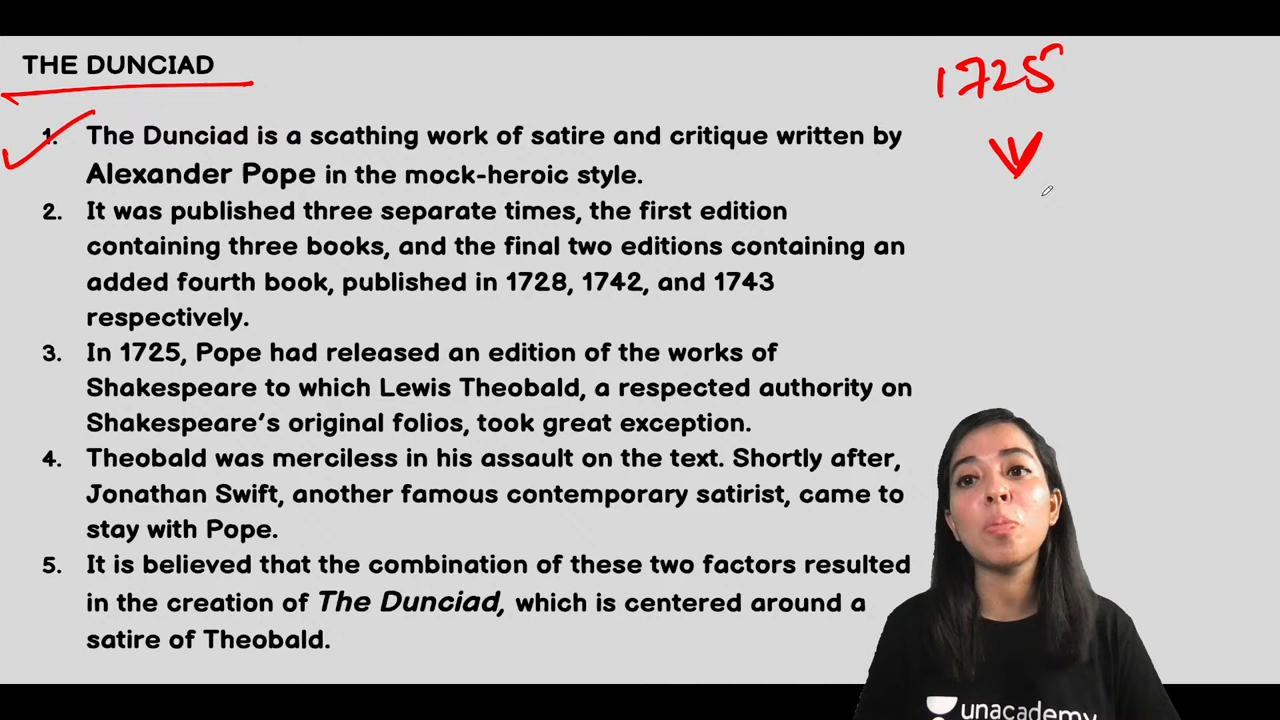 THE DUNCIAD
1725
1. The Dunciad is a scathing work of satire and critique written by
Alexander Pope in the mock-heroic style.
2. It was published three separate times, the first edition
containing three books, and the final two editions containing an
added fourth book, published in 1728, 1742, and 1743
respectively.
3. In 1725, Pope had released an edition of the works of
Shakespeare to which Lewis Theobald, a respected authority on
Shakespeare's original folios, took great exception.
4. Theobald was merciless in his assault on the text. Shortly after,
Jonathan Swift, another famous contemporary satirist, came to
stay with Pope.
5. It is believed that the combination of these two factors resulted
in the creation of The Dunciad, which is centered around a
satire of Theobald.
unacademy